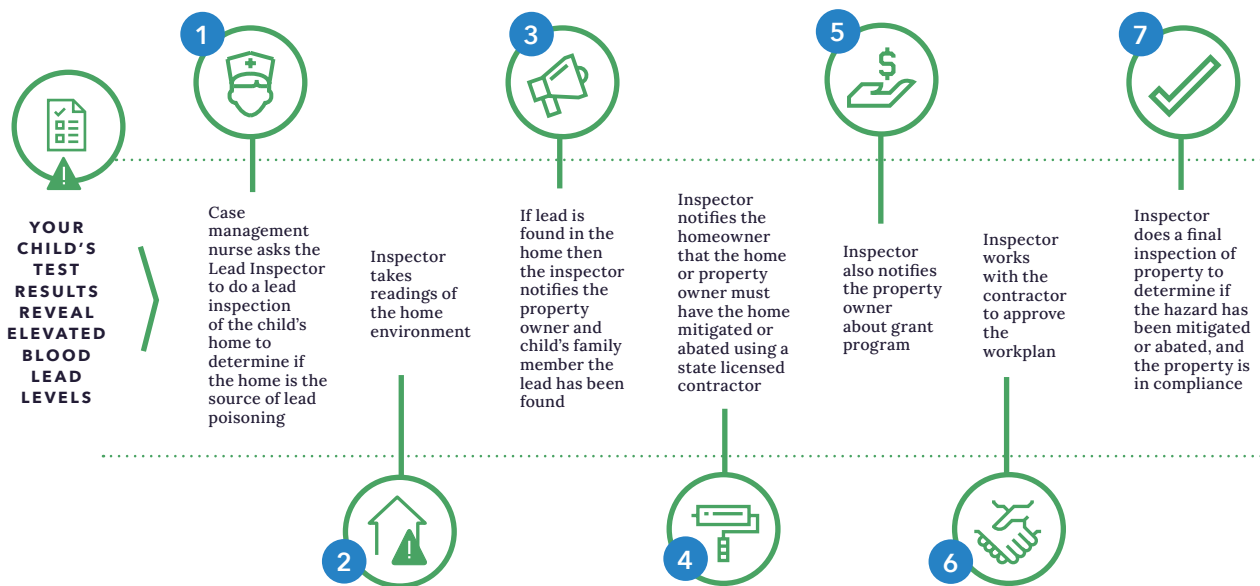 YOUR
CHILD'S
TEST
RESULTS
REVEAL
ELEVATED
BLOOD
LEAD
LEVELS
1
Case
management
nurse asks the
Lead Inspector
to do a lead
inspection
of the child's
home to
determine if
the home is the
source of lead
poisoning
Inspector
takes
readings of
the home
environment
2
3
If lead is
found in the
home then
the inspector
notifies the
property
owner and
child's family
member the
lead has been
found
Inspector
notifies the
homeowner
that the home
or property
owner must
have the home
mitigated or
abated using a
state licensed
contractor
4
5
$
Inspector
also notifies
the property
owner
about grant
program
Inspector
works
with the
contractor
to approve
the
workplan
6
7
Inspector
does a final
inspection of
property to
determine if
the hazard has
been mitigated
or abated, and
the property is
in compliance